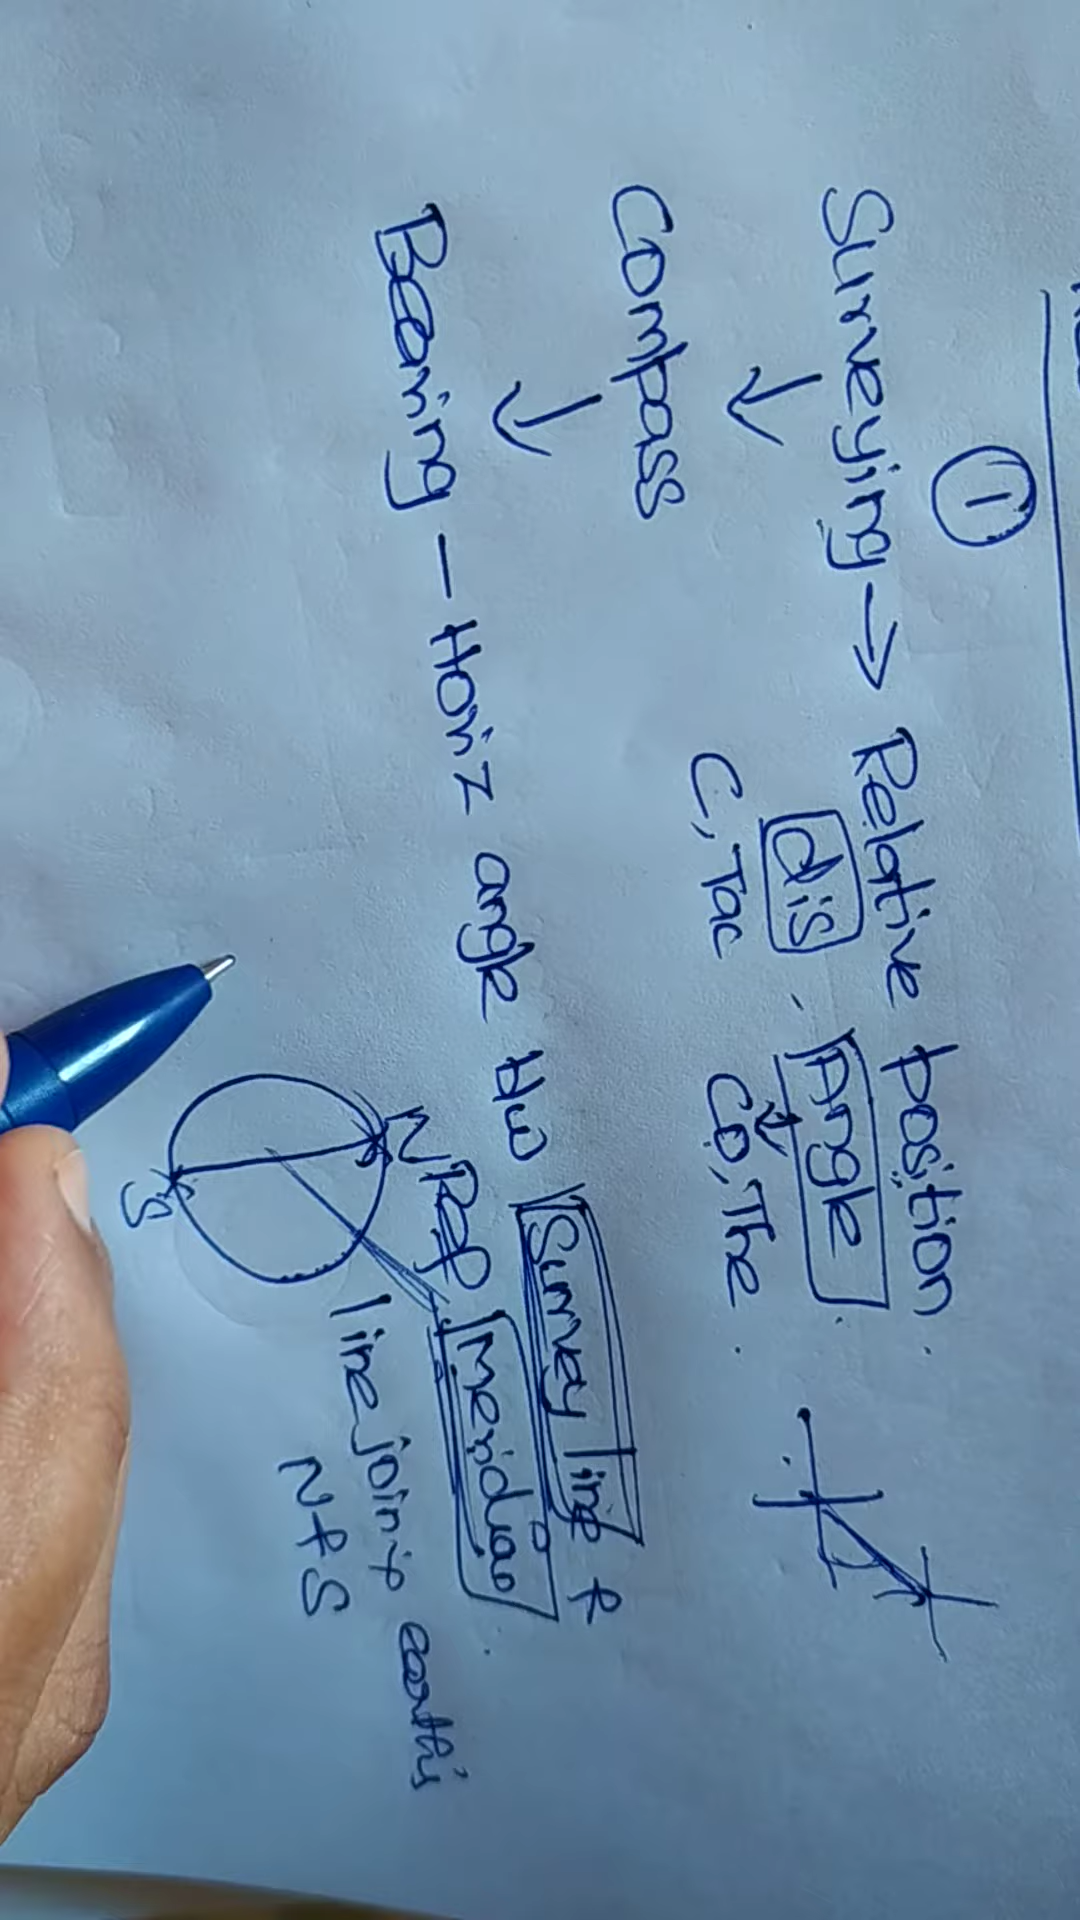 ①
Surveying → Relative position.
dis - Angle.
C, Tac CO, The.
Compass
Bearing - Horiz angle b/w Survey line &
Ref Meridian.
N
line joining earth's
N & S
S